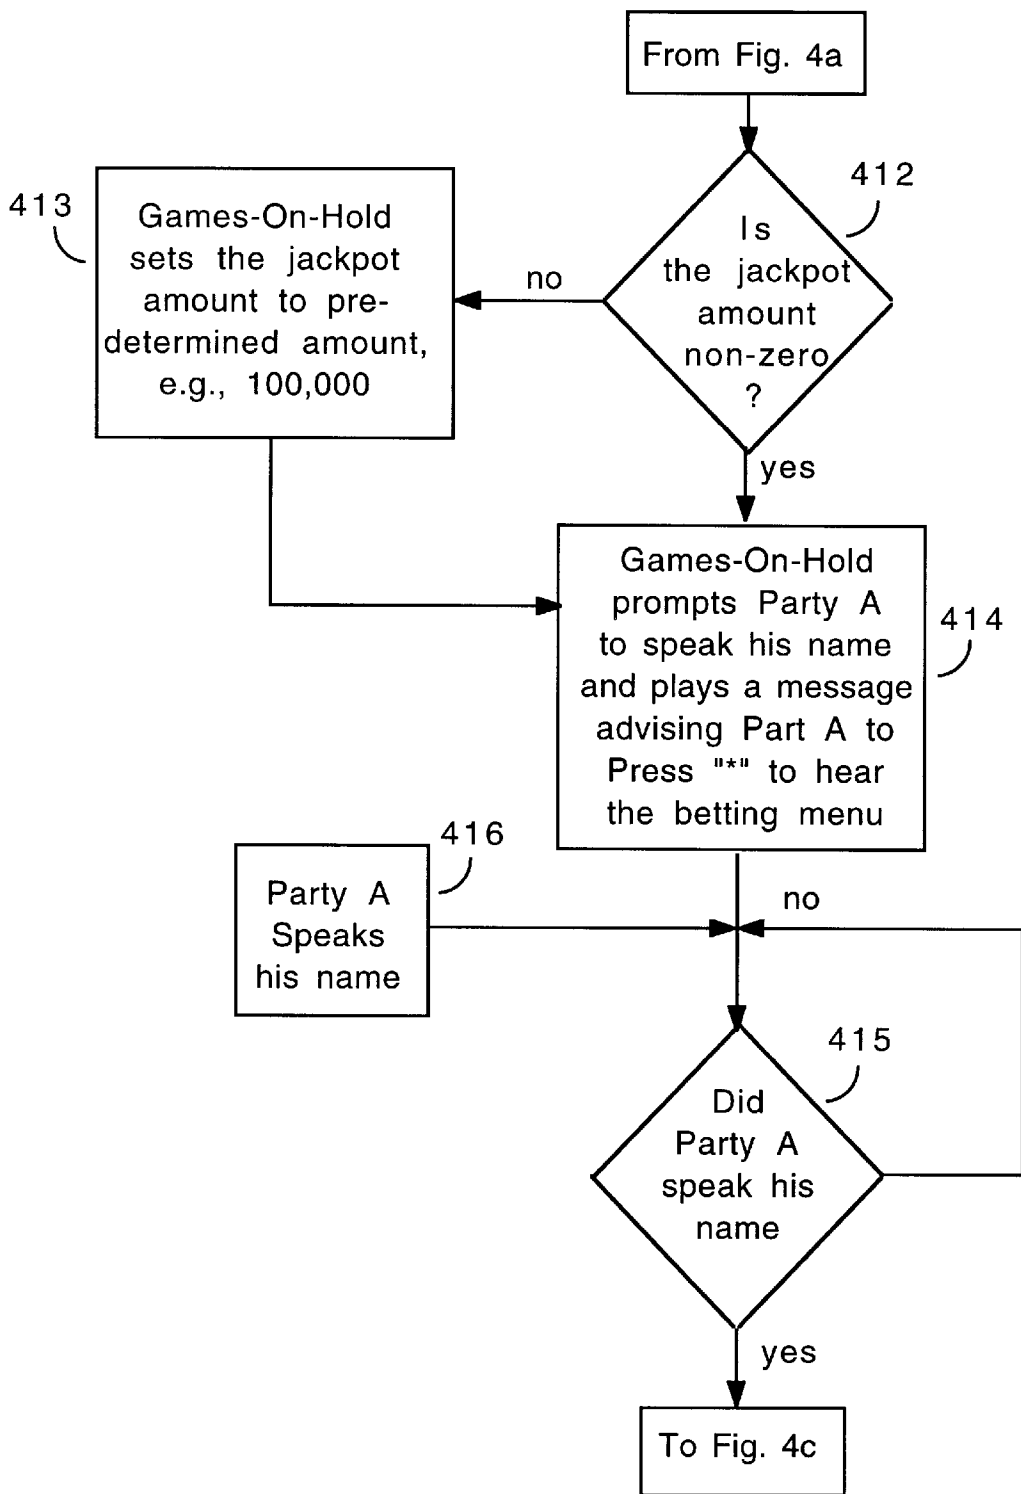 From Fig. 4a
412
Is
the jackpot
amount
non-zero
?
no
413
Games-On-Hold
sets the jackpot
amount to pre-
determined amount,
e.g., 100,000
yes
Games-On-Hold
prompts Party A
to speak his name
and plays a message
advising Part A to
Press "*" to hear
the betting menu
414
416
Party A
Speaks
his name
no
415
Did
Party A
speak his
name
yes
To Fig. 4c